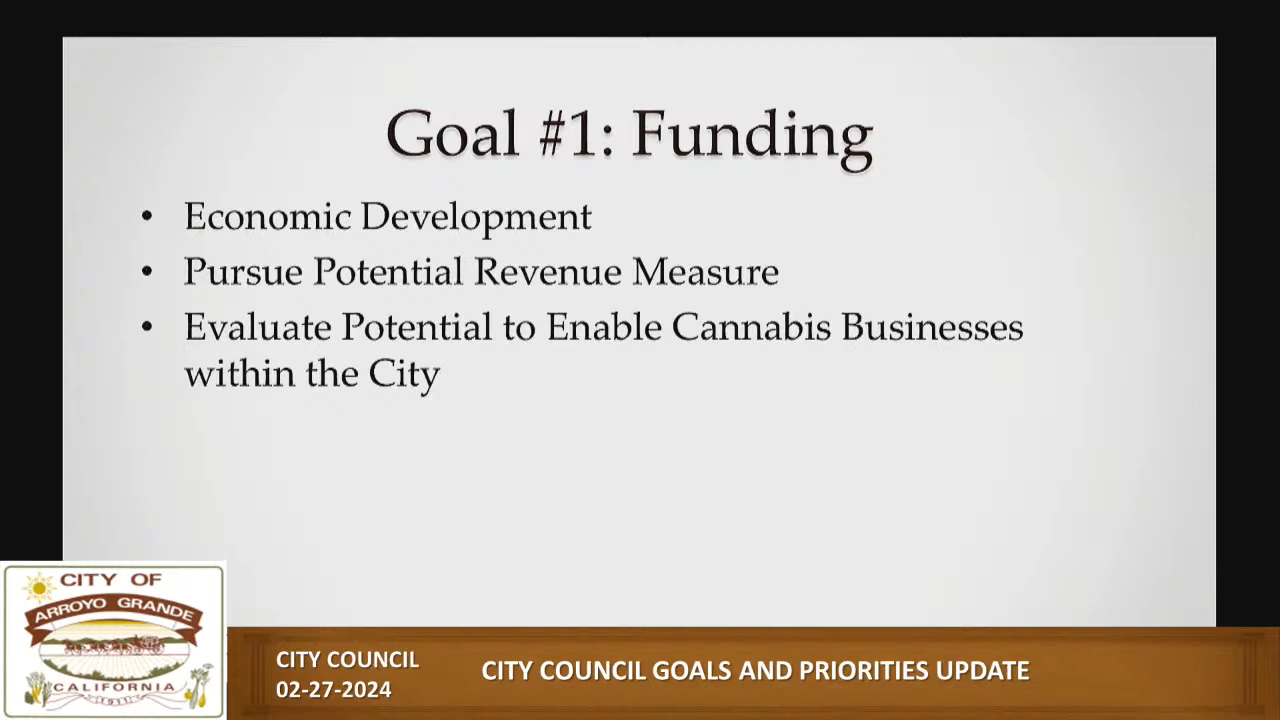 Goal #1: Funding
• Economic Development
• Pursue Potential Revenue Measure
• Evaluate Potential to Enable Cannabis Businesses
within the City
CITY OF
ARROYO GRANDE
CALIFORNIA
1911
CITY COUNCIL
02-27-2024
CITY COUNCIL GOALS AND PRIORITIES UPDATE